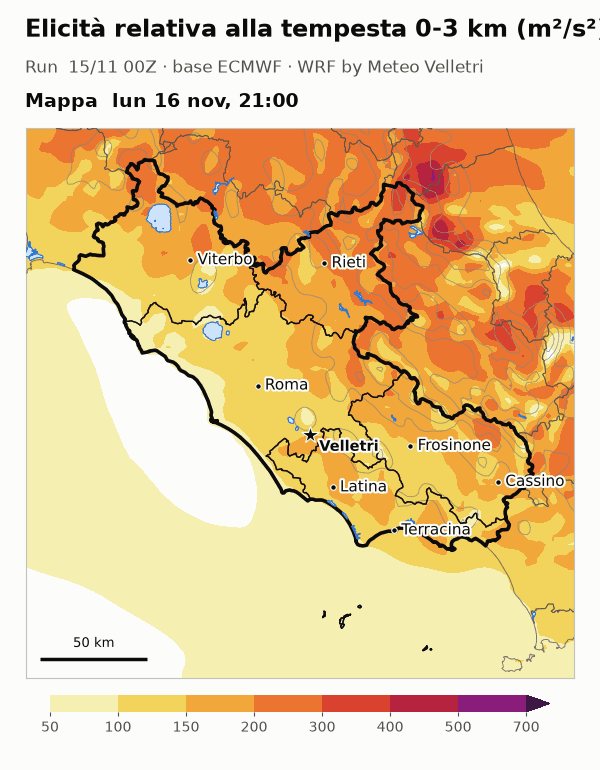 Elicità relativa alla tempesta 0-3 km (m²/s²)
Run 15/11 00Z · base ECMWF · WRF by Meteo Velletri
Mappa lun 16 nov, 21:00
Viterbo
Rieti
Roma
Velletri
Frosinone
Latina
Cassino
Terracina
50 km
50 100 150 200 300 400 500 700